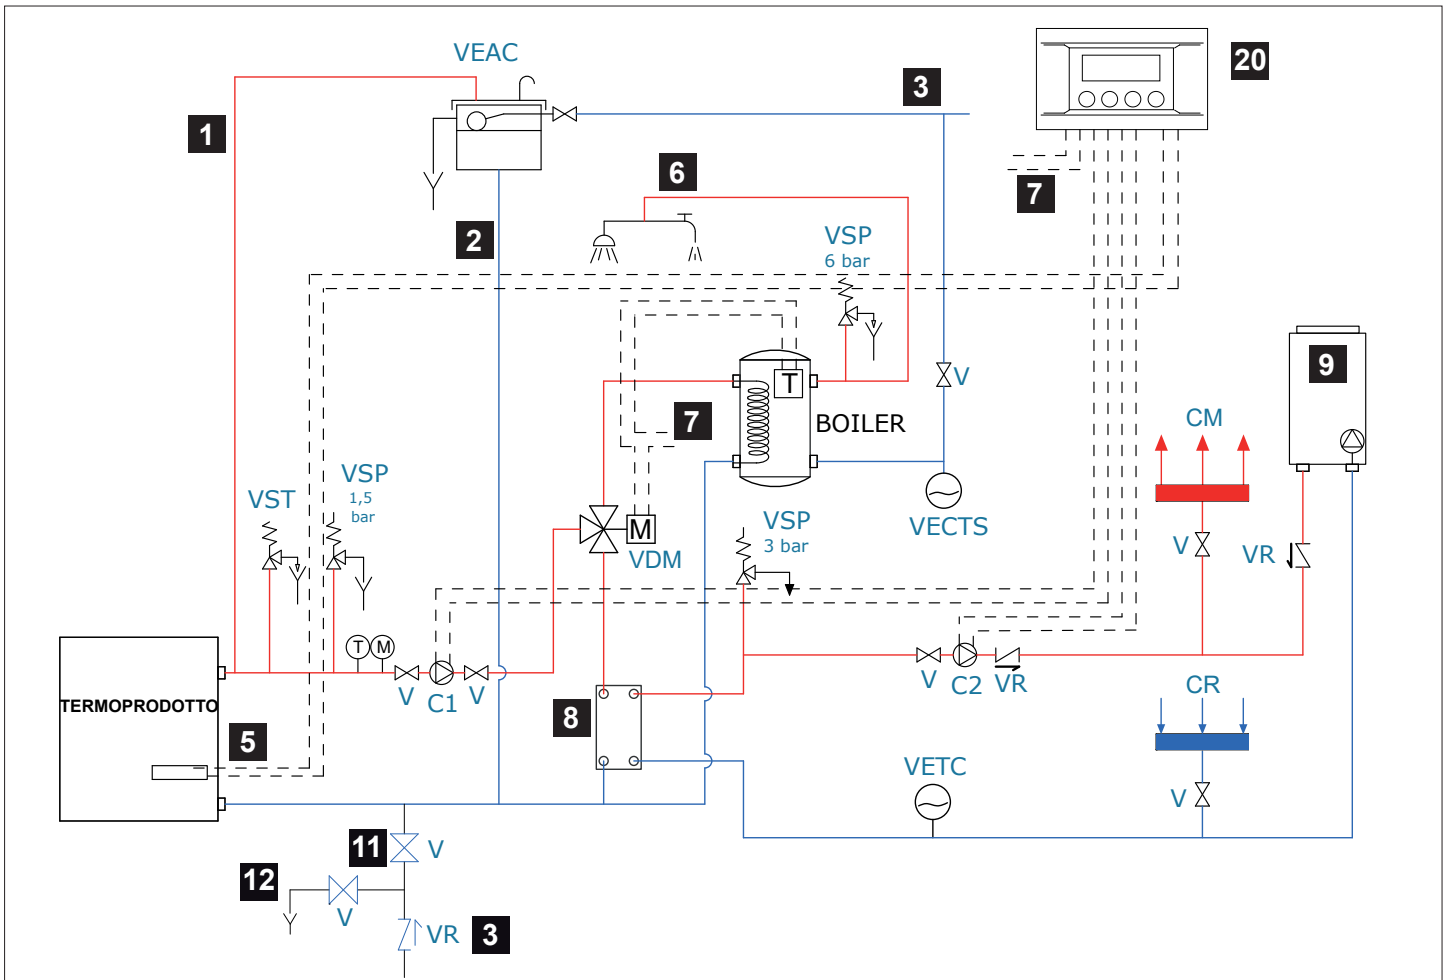 VEAC
20
3
1
6
7
2
VSP
6 bar
9
T
CM
7
BOILER
VSP
1,5
bar
V
VST
VECTS
VSP
3 bar
M
VDM
V
VR
T
M
V
C1
V
V
C2
VR
CR
TERMOPRODOTTO
8
5
VETC
V
11
V
12
V
VR
3